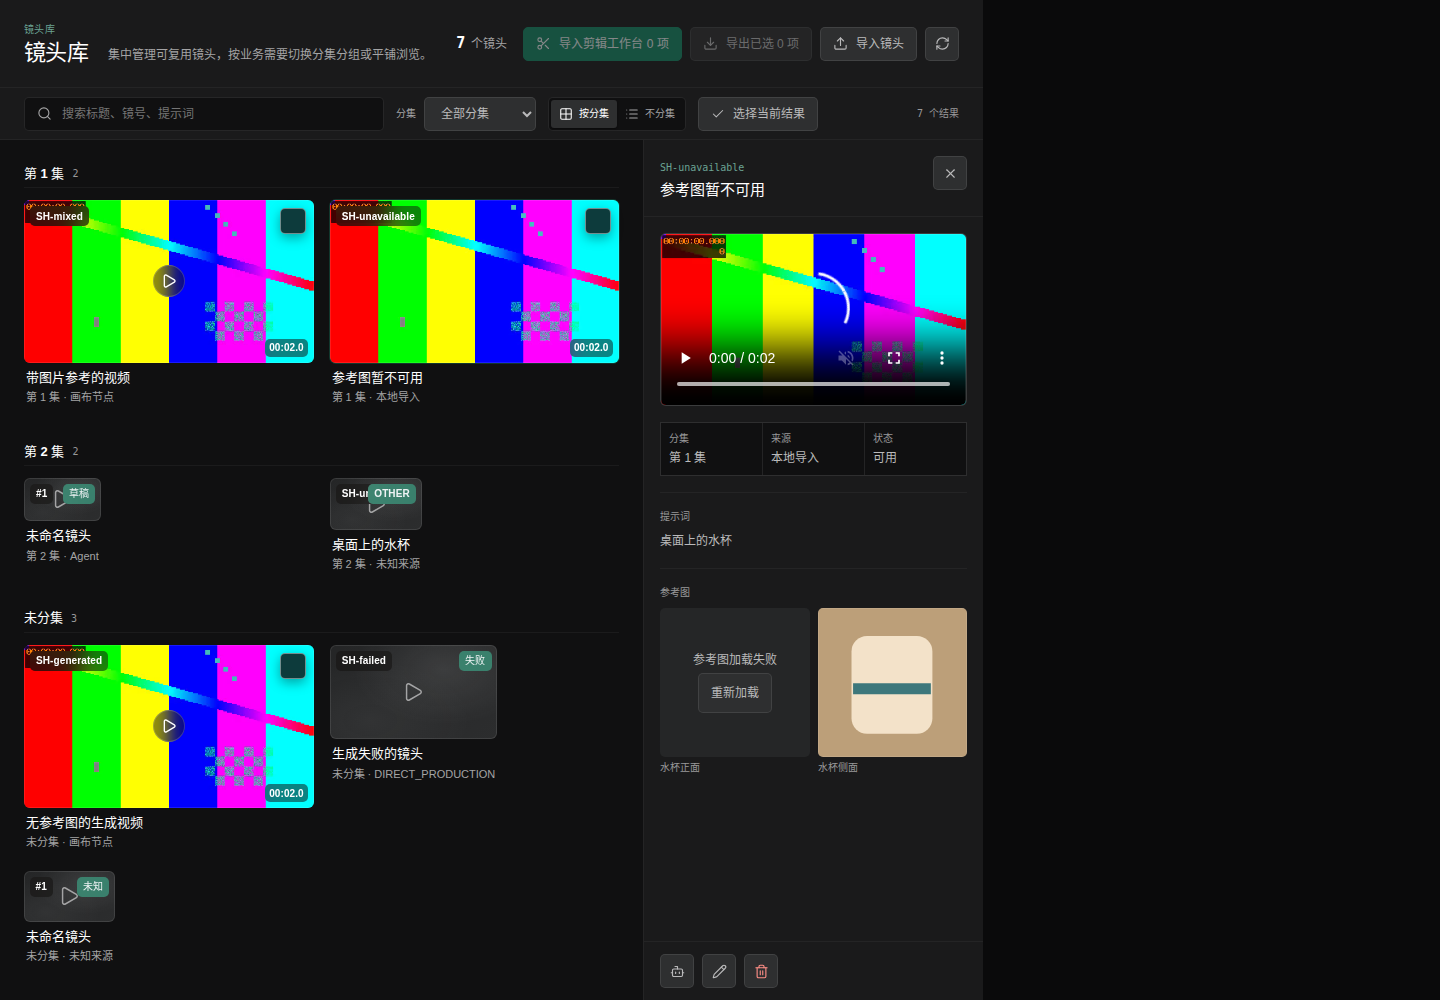 镜头库
镜头库
集中管理可复用镜头，按业务需要切换分集分组或平铺浏览。
7 个镜头
导入剪辑工作台 0 项
导出已选 0 项
导入镜头
搜索标题、镜号、提示词
分集
全部分集
按分集
不分集
选择当前结果
7 个结果
第 1 集 2
SH-mixed
00:02.0
带图片参考的视频
第 1 集 · 画布节点
SH-unavailable
00:02.0
参考图暂不可用
第 1 集 · 本地导入
第 2 集 2
#1
草稿
未命名镜头
第 2 集 · Agent
OTHER
桌面上的水杯
第 2 集 · 未知来源
未分集 3
SH-generated
00:02.0
无参考图的生成视频
未分集 · 画布节点
SH-failed
失败
生成失败的镜头
未分集 · DIRECT_PRODUCTION
#1
未知
未命名镜头
未分集 · 未知来源
SH-unavailable
参考图暂不可用
00:00:00.000
0
0:00 / 0:02
分集
第 1 集
来源
本地导入
状态
可用
提示词
桌面上的水杯
参考图
参考图加载失败
重新加载
水杯正面
水杯侧面